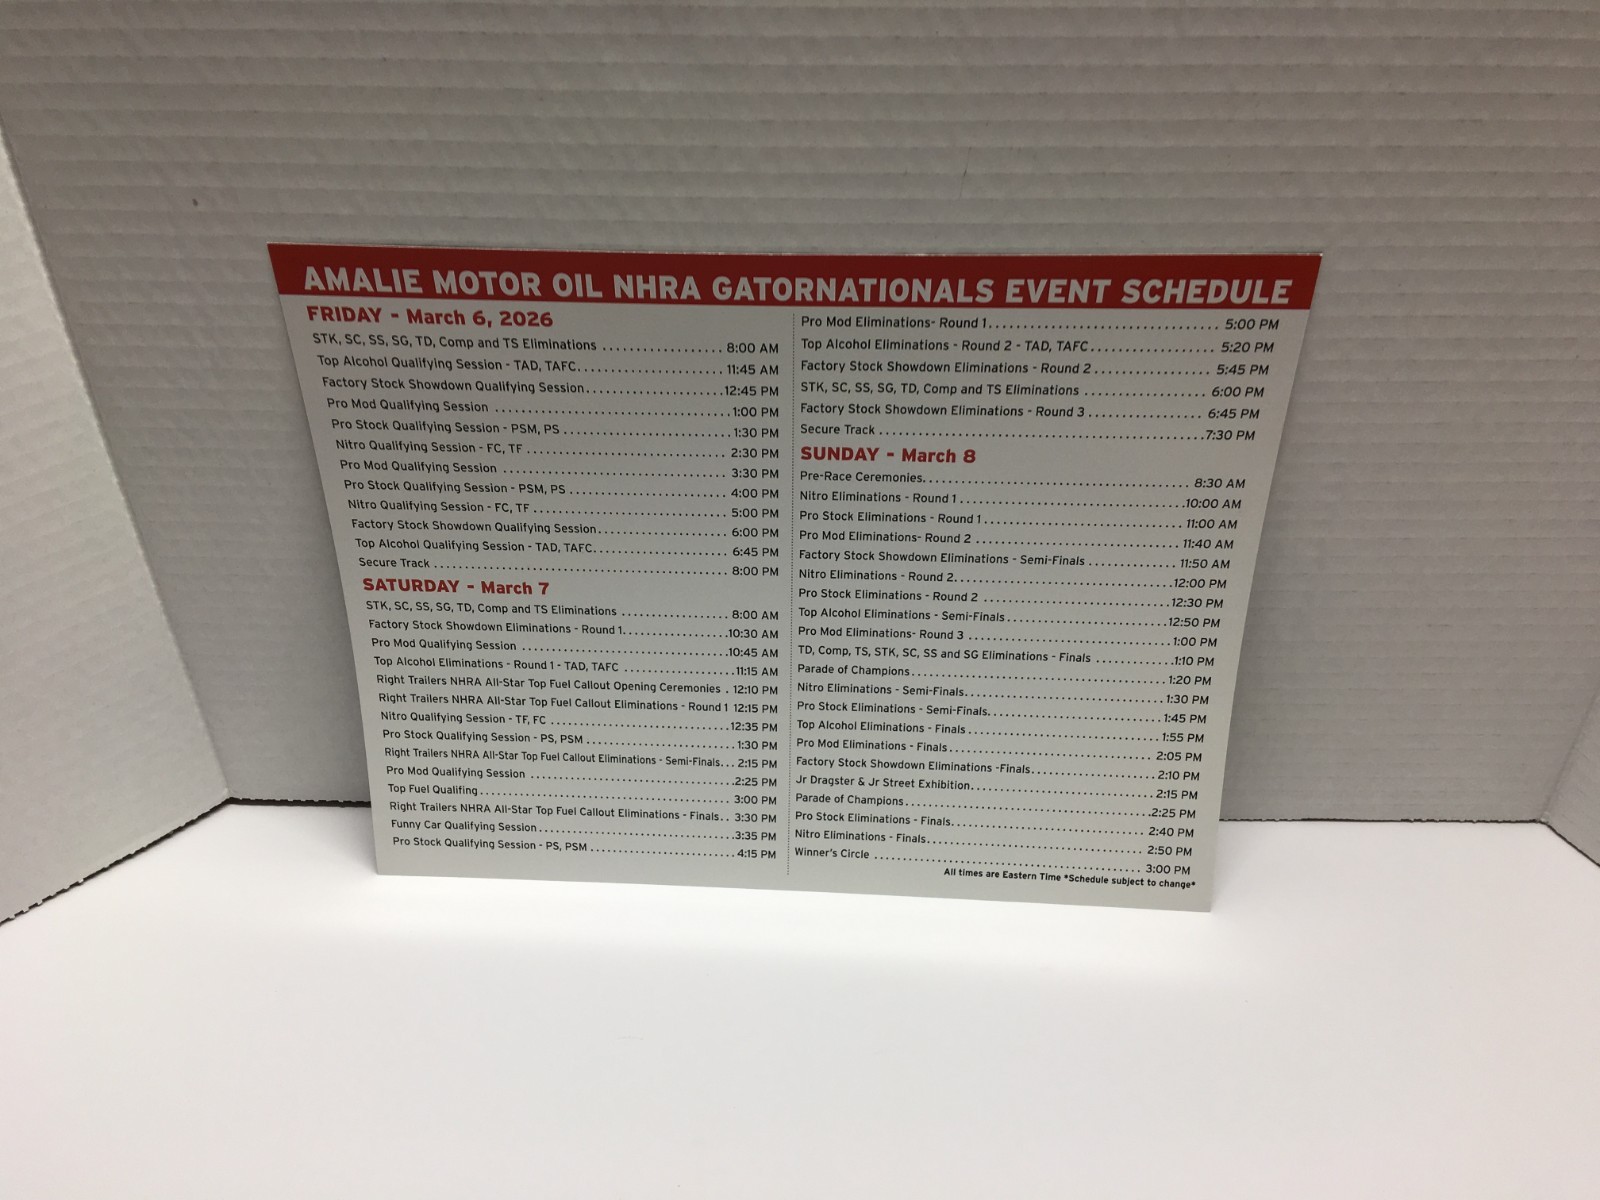 AMALIE MOTOR OIL NHRA GATORNATIONALS EVENT SCHEDULE
FRIDAY - March 6, 2026
STK, SC, SS, SG, TD, Comp and TS Eliminations ..................... 8:00 AM
Top Alcohol Qualifying Session - TAD, TAFC......................... 11:45 AM
Factory Stock Showdown Qualifying Session.......................12:45 PM
Pro Mod Qualifying Session .......................................1:00 PM
Pro Stock Qualifying Session - PSM, PS ............................1:30 PM
Nitro Qualifying Session - FC, TF ................................. 2:30 PM
Pro Mod Qualifying Session ...................................... 3:30 PM
Pro Stock Qualifying Session - PSM, PS .......................... 4:00 PM
Nitro Qualifying Session - FC, TF ................................ 5:00 PM
Factory Stock Showdown Qualifying Session...................... 6:00 PM
Top Alcohol Qualifying Session - TAD, TAFC....................... 6:45 PM
Secure Track ................................................... 8:00 PM
SATURDAY - March 7
STK, SC, SS, SG, TD, Comp and TS Eliminations .................. 8:00 AM
Factory Stock Showdown Eliminations - Round 1..................10:30 AM
Pro Mod Qualifying Session ....................................10:45 AM
Top Alcohol Eliminations - Round 1 - TAD, TAFC ...................11:15 AM
Right Trailers NHRA All-Star Top Fuel Callout Opening Ceremonies . 12:10 PM
Right Trailers NHRA All-Star Top Fuel Callout Eliminations - Round 1 12:15 PM
Nitro Qualifying Session - TF, FC ...............................12:35 PM
Pro Stock Qualifying Session - PS, PSM ......................... 1:30 PM
Right Trailers NHRA All-Star Top Fuel Callout Eliminations - Semi-Finals... 2:15 PM
Pro Mod Qualifying Session ...................................2:25 PM
Top Fuel Qualifing........................................... 3:00 PM
Right Trailers NHRA All-Star Top Fuel Callout Eliminations - Finals.. 3:30 PM
Funny Car Qualifying Session..................................3:35 PM
Pro Stock Qualifying Session - PS, PSM .........................4:15 PM
Pro Mod Eliminations- Round 1................................. 5:00 PM
Top Alcohol Eliminations - Round 2 - TAD, TAFC.................. 5:20 PM
Factory Stock Showdown Eliminations - Round 2................. 5:45 PM
STK, SC, SS, SG, TD, Comp and TS Eliminations .................. 6:00 PM
Factory Stock Showdown Eliminations - Round 3 ................ 6:45 PM
Secure Track ...............................................7:30 PM
SUNDAY - March 8
Pre-Race Ceremonies....................................... 8:30 AM
Nitro Eliminations - Round 1 ..................................10:00 AM
Pro Stock Eliminations - Round 1.............................. 11:00 AM
Pro Mod Eliminations- Round 2 ............................... 11:40 AM
Factory Stock Showdown Eliminations - Semi-Finals ............. 11:50 AM
Nitro Eliminations - Round 2.................................12:00 PM
Pro Stock Eliminations - Round 2 .............................12:30 PM
Top Alcohol Eliminations - Semi-Finals.........................12:50 PM
Pro Mod Eliminations- Round 3 ...............................1:00 PM
TD, Comp, TS, STK, SC, SS and SG Eliminations - Finals ............1:10 PM
Parade of Champions.......................................1:20 PM
Nitro Eliminations - Semi-Finals...............................1:30 PM
Pro Stock Eliminations - Semi-Finals...........................1:45 PM
Top Alcohol Eliminations - Finals ..............................1:55 PM
Pro Mod Eliminations - Finals................................ 2:05 PM
Factory Stock Showdown Eliminations -Finals................... 2:10 PM
Jr Dragster & Jr Street Exhibition.............................. 2:15 PM
Parade of Champions......................................2:25 PM
Pro Stock Eliminations - Finals.............................. 2:40 PM
Nitro Eliminations - Finals.................................. 2:50 PM
Winner's Circle .......................................... 3:00 PM
All times are Eastern Time *Schedule subject to change*